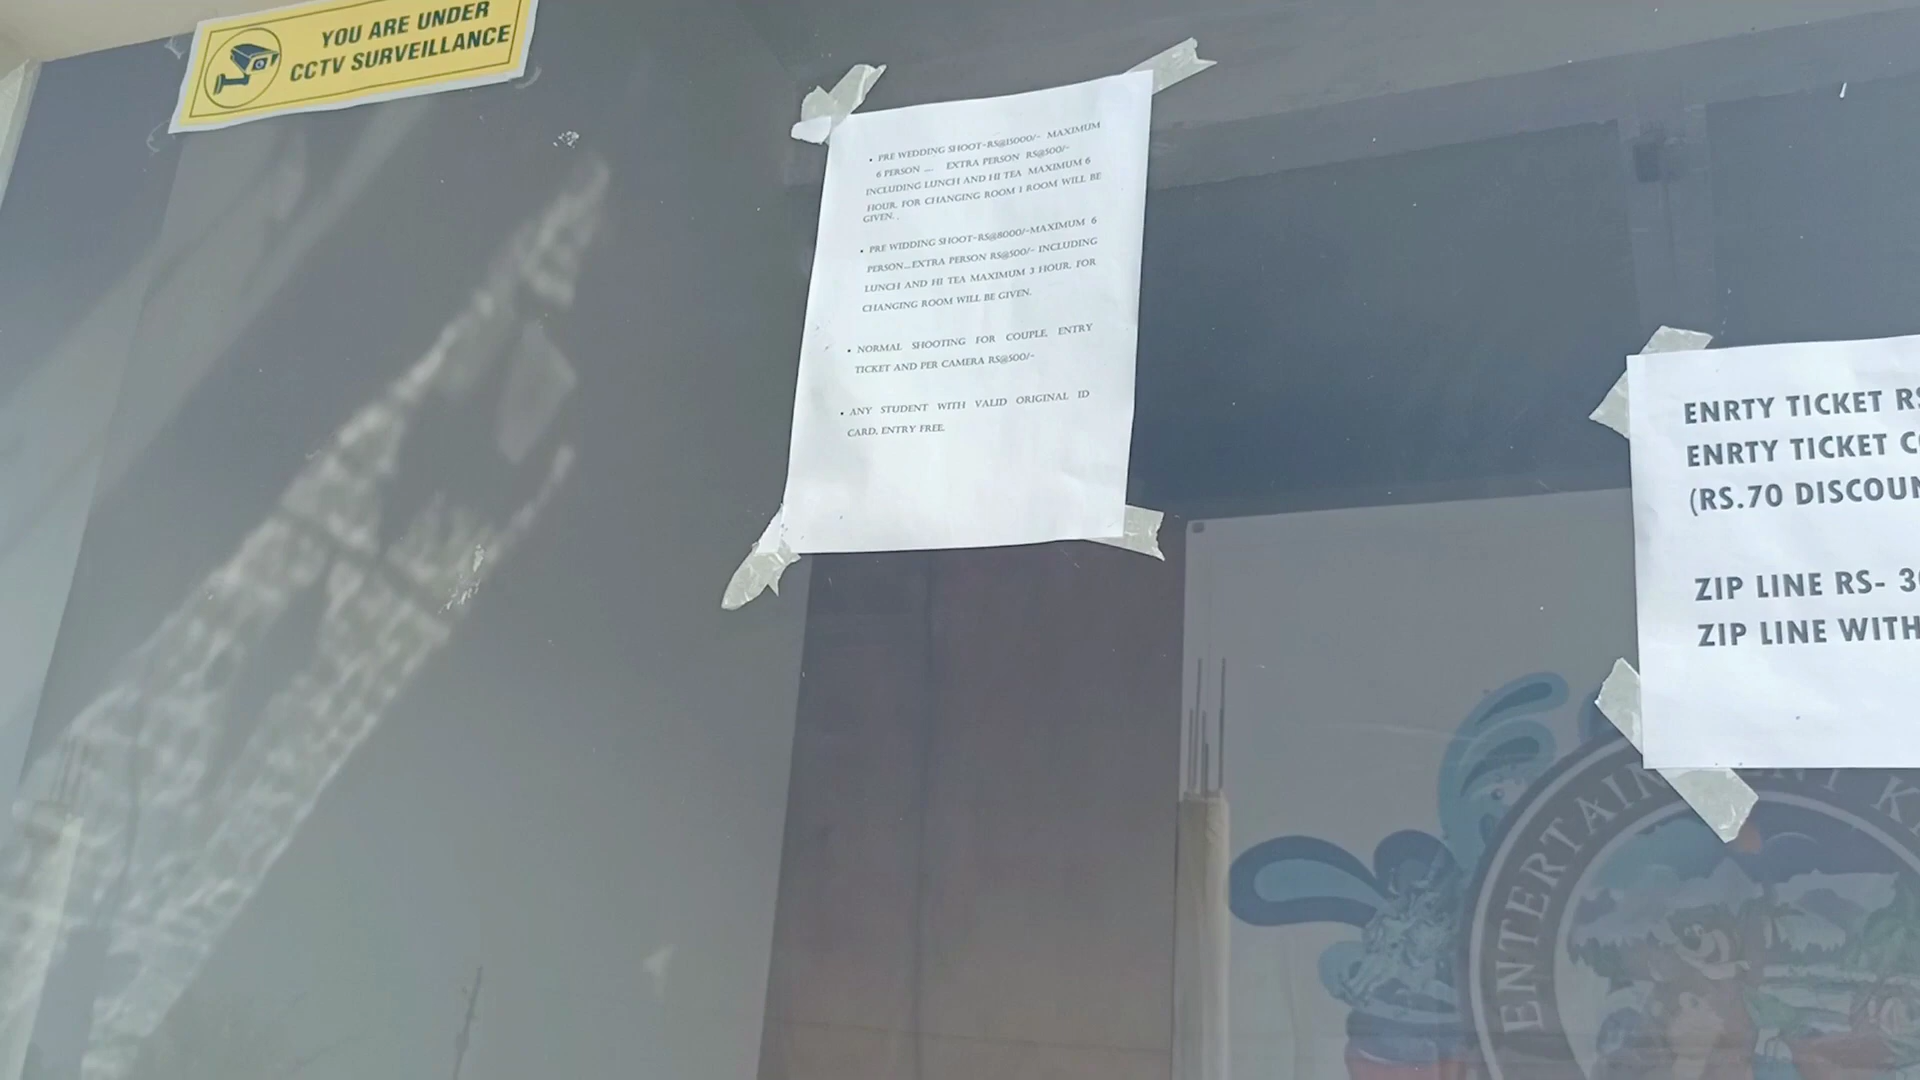 YOU ARE UNDER
CCTV SURVEILLANCE
• PRE WEDDING SHOOT-RS@15000/- MAXIMUM
6 PERSON .... EXTRA PERSON RS@500/-
INCLUDING LUNCH AND HI TEA MAXIMUM 6
HOUR. FOR CHANGING ROOM 1 ROOM WILL BE
GIVEN. .
• PRE WIDDING SHOOT-RS@8000/-MAXIMUM 6
PERSON....EXTRA PERSON RS@500/- INCLUDING
LUNCH AND HI TEA MAXIMUM 3 HOUR. FOR
CHANGING ROOM WILL BE GIVEN.
• NORMAL SHOOTING FOR COUPLE, ENTRY
TICKET AND PER CAMERA RS@500/-
• ANY STUDENT WITH VALID ORIGINAL ID
CARD, ENTRY FREE.
ENRTY TICKET
ENRTY TICKET
(RS.70
ZIP LINE RS-
ZIP LINE WITH
ENTERTAINMENT